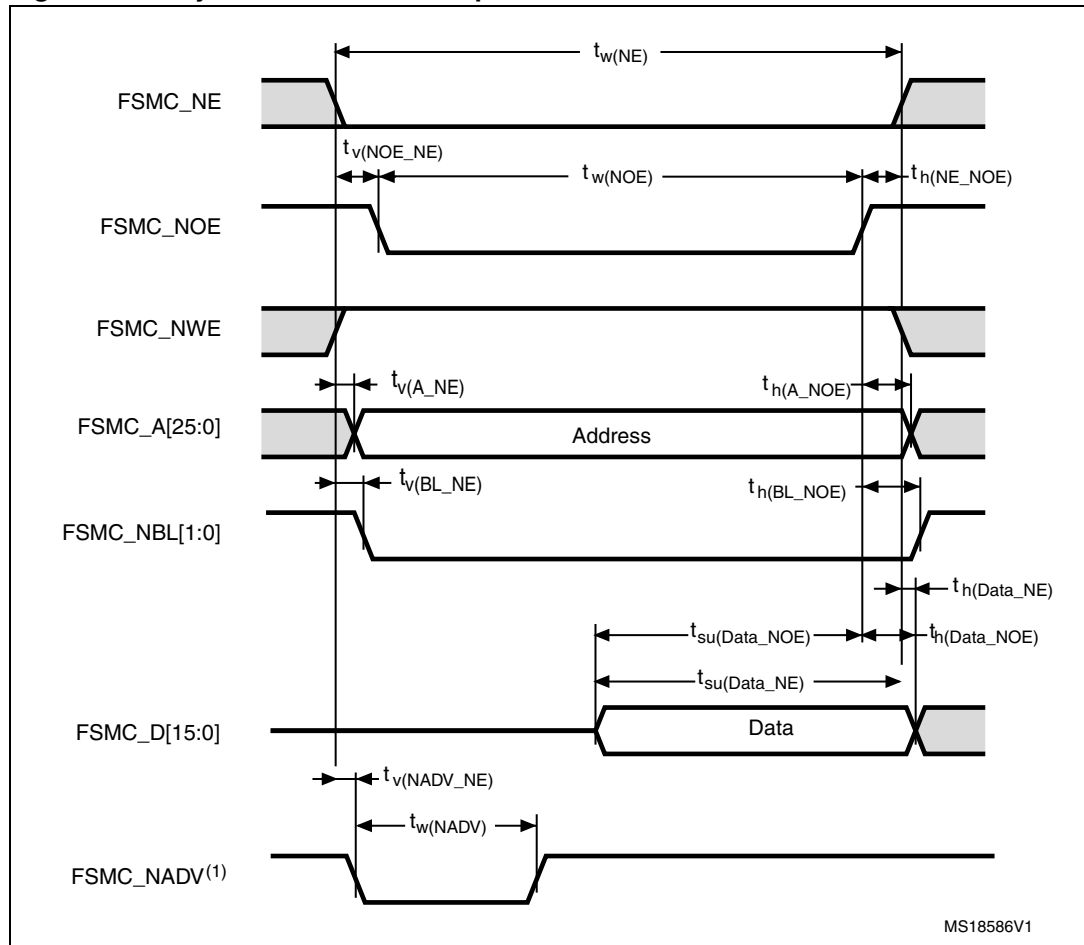 tw(NE)
FSMC_NE
tv(NOE_NE)
tw(NOE)
th(NE_NOE)
FSMC_NOE
FSMC_NWE
tv(A_NE)
th(A_NOE)
FSMC_A[25:0]
Address
tv(BL_NE)
th(BL_NOE)
FSMC_NBL[1:0]
th(Data_NE)
tsu(Data_NOE)
th(Data_NOE)
tsu(Data_NE)
FSMC_D[15:0]
Data
tv(NADV_NE)
tw(NADV)
FSMC_NADV(1)
MS18586V1